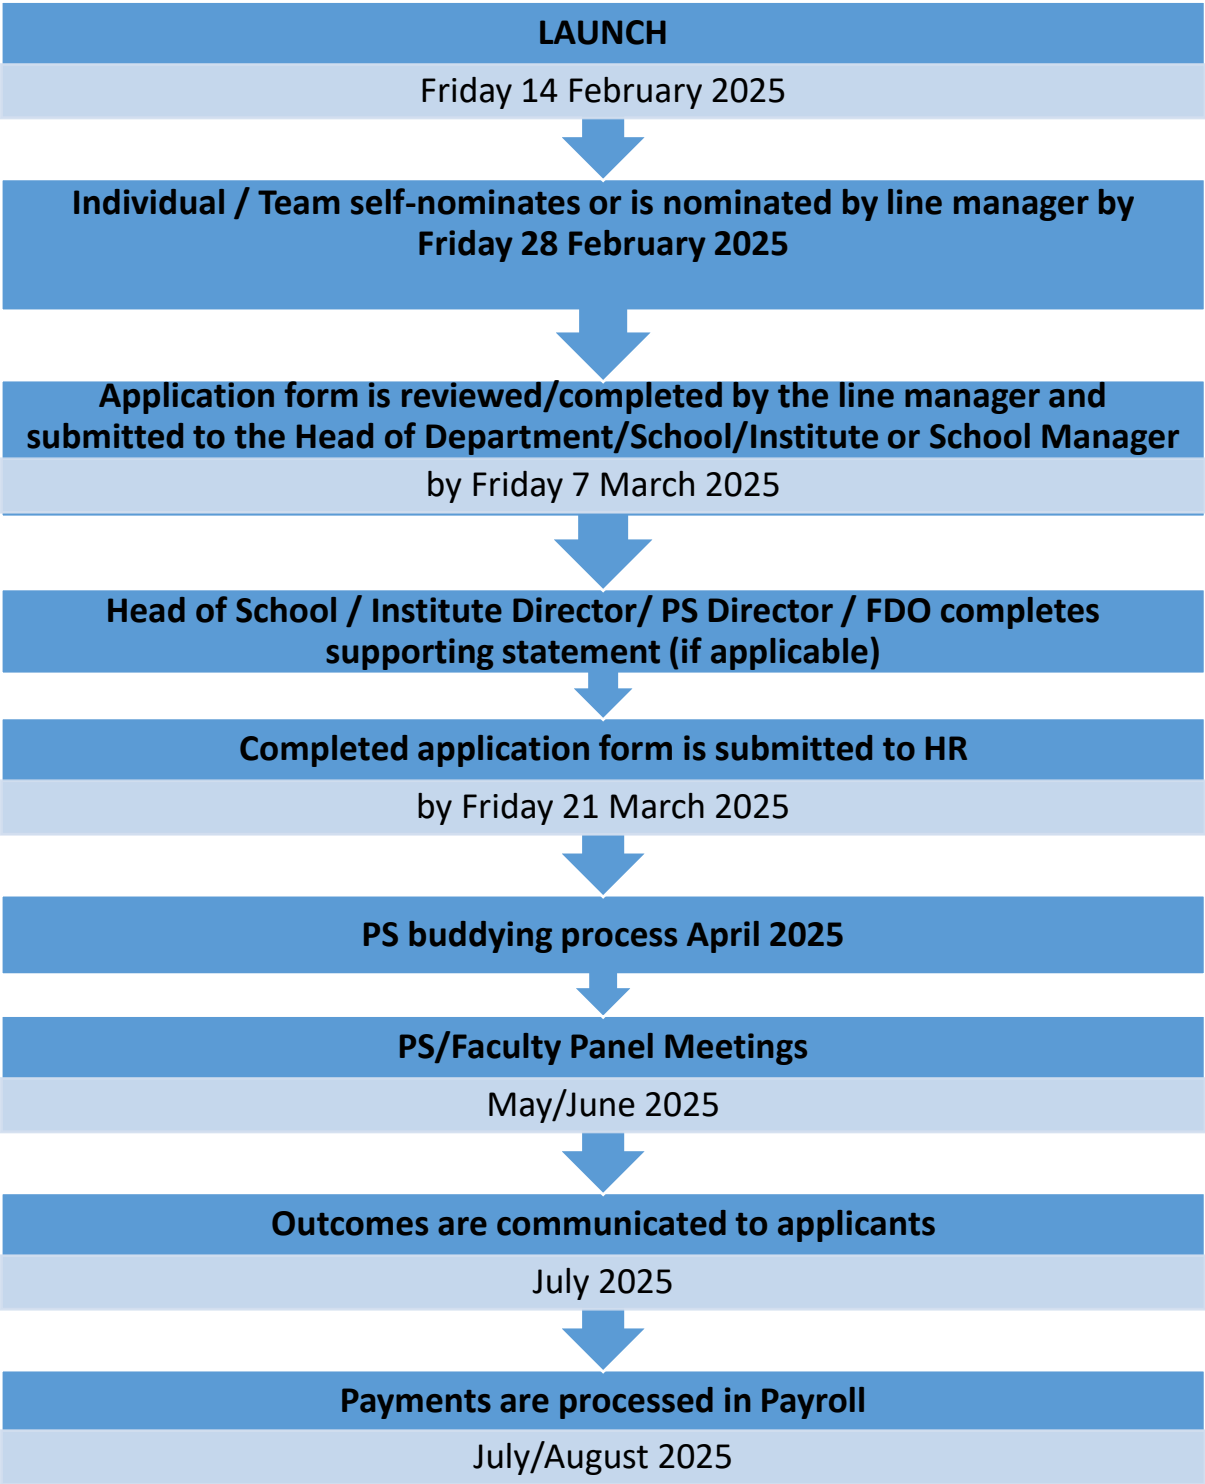 LAUNCH
Friday 14 February 2025
Individual / Team self-nominates or is nominated by line manager by
Friday 28 February 2025
Application form is reviewed/completed by the line manager and
submitted to the Head of Department/School/Institute or School Manager
by Friday 7 March 2025
Head of School / Institute Director/ PS Director / FDO completes
supporting statement (if applicable)
Completed application form is submitted to HR
by Friday 21 March 2025
PS buddying process April 2025
PS/Faculty Panel Meetings
May/June 2025
Outcomes are communicated to applicants
July 2025
Payments are processed in Payroll
July/August 2025